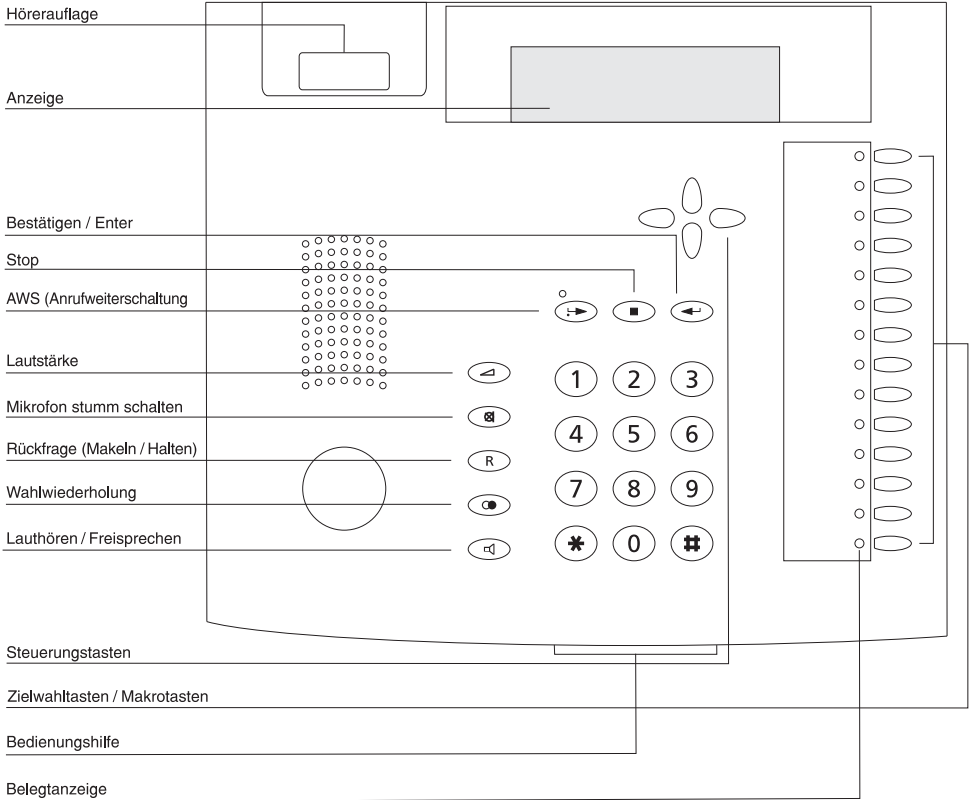 Hörerauflage
Anzeige
Bestätigen / Enter
Stop
AWS (Anrufweiterschaltung
Lautstärke
1 2 3
Mikrofon stumm schalten
4 5 6
Rückfrage (Makeln / Halten)
R
Wahlwiederholung
7 8 9
Lauthören / Freisprechen
* 0 #
Steuerungstasten
Zielwahltasten / Makrotasten
Bedienungshilfe
Belegtanzeige